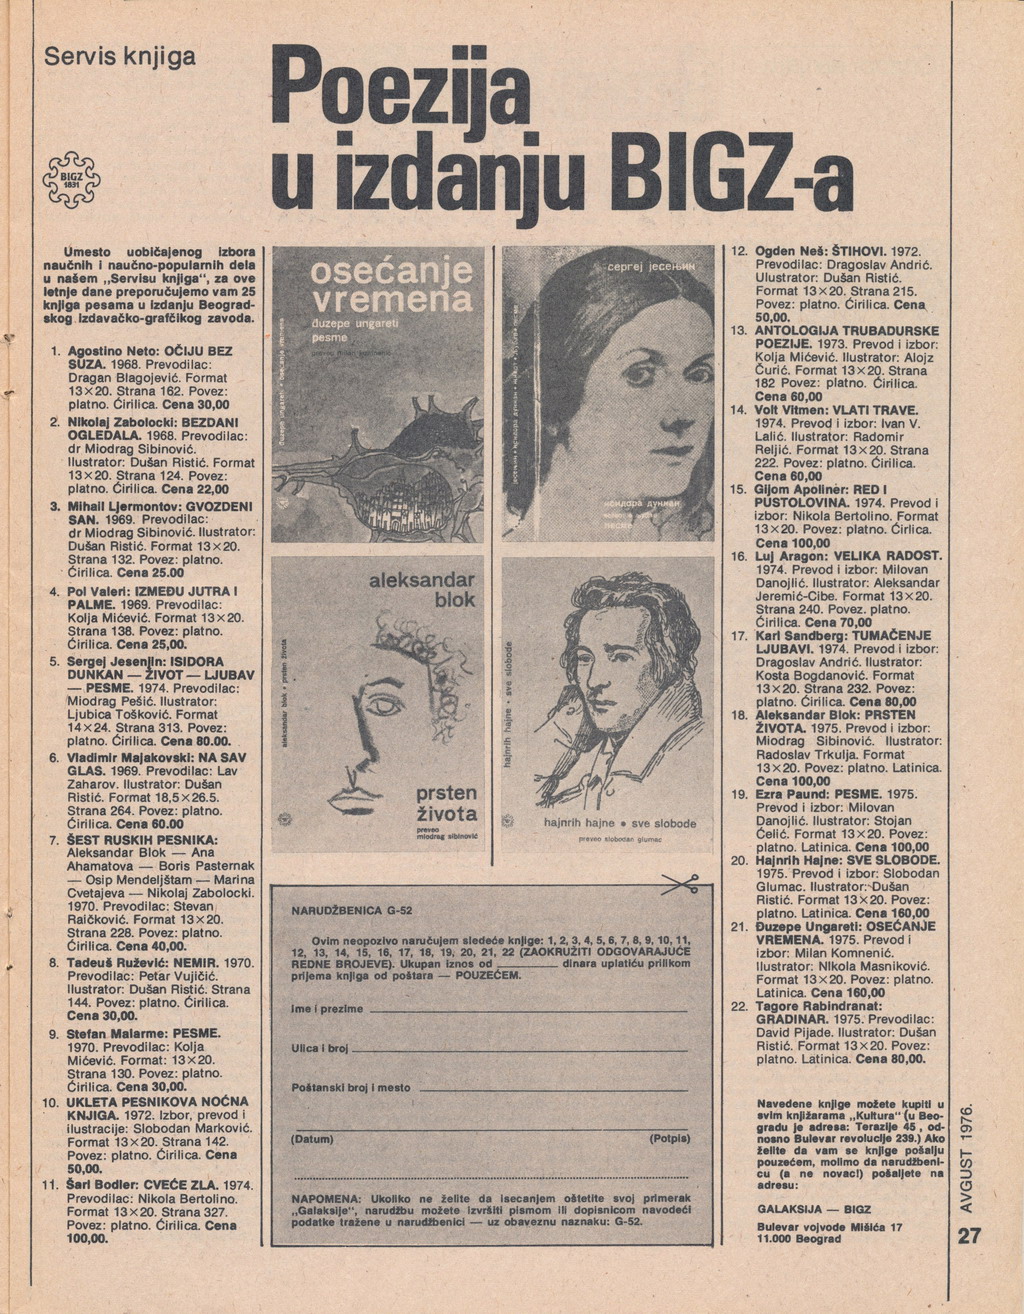 Servis knjiga
Poezija
u izdanju BIGZ-a
BIGZ
1831
Umesto uobičajenog izbora
naučnih i naučno-popularnih dela
u našem „Servisu knjiga“, za ove
letnje dane preporučujemo vam 25
knjiga pesama u izdanju Beograd-
skog izdavačko-grafčikog zavoda.
1. Agostino Neto: OČIJU BEZ
SUZA. 1968. Prevodilac:
Dragan Blagojević. Format
13×20. Strana 162. Povez:
platno. Ćirilica. Cena 30,00
2. Nikolaj Zabolocki: BEZDANI
OGLEDALA. 1968. Prevodilac:
dr Miodrag Sibinović.
Ilustrator: Dušan Ristić. Format
13×20. Strana 124. Povez:
platno. Ćirilica. Cena 22,00
3. Mihail Ljermontov: GVOZDENI
SAN. 1969. Prevodilac:
dr Miodrag Sibinović. Ilustrator:
Dušan Ristić. Format 13×20.
Strana 132. Povez: platno.
Ćirilica. Cena 25.00
4. Pol Valeri: IZMEĐU JUTRA I
PALME. 1969. Prevodilac:
Kolja Mićević. Format 13×20.
Strana 138. Povez: platno.
Ćirilica. Cena 25,00.
5. Sergej Jesenjin: ISIDORA
DUNKAN — ŽIVOT — LJUBAV
— PESME. 1974. Prevodilac:
Miodrag Pešić. Ilustrator:
Ljubica Tošković. Format
14×24. Strana 313. Povez:
platno. Ćirilica. Cena 80.00.
6. Vladimir Majakovski: NA SAV
GLAS. 1969. Prevodilac: Lav
Zaharov. Ilustrator: Dušan
Ristić. Format 18,5×26.5.
Strana 264. Povez: platno.
Ćirilica. Cena 60.00
7. ŠEST RUSKIH PESNIKA:
Aleksandar Blok — Ana
Ahamatova — Boris Pasternak
— Osip Mendeljštam — Marina
Cvetajeva — Nikolaj Zabolocki.
1970. Prevodilac: Stevan
Raičković. Format 13×20.
Strana 228. Povez: platno.
Ćirilica. Cena 40,00.
8. Tadeuš Ružević: NEMIR. 1970.
Prevodilac: Petar Vujičić.
Ilustrator: Dušan Ristić. Strana
144. Povez: platno. Ćirilica.
Cena 30,00.
9. Stefan Malarme: PESME.
1970. Prevodilac: Kolja
Mićević. Format: 13×20.
Strana 130. Povez: platno.
Ćirilica. Cena 30,00.
10. UKLETA PESNIKOVA NOĆNA
KNJIGA. 1972. Izbor, prevod i
ilustracije: Slobodan Marković.
Format 13×20. Strana 142.
Povez: platno. Ćirilica. Cena
50,00.
11. Šarl Bodler: CVEĆE ZLA. 1974.
Prevodilac: Nikola Bertolino.
Format 13×20. Strana 327.
Povez: platno. Ćirilica. Cena
100,00.
osećanje
vremena
đuzepe ungareti
pesme
сергеј јесењин
aleksandar
blok
aleksandar blok • prsten života
prsten
života
preveo
miodrag sibinović
hajnrih hajne • sve slobode
hajnrih hajne • sve slobode
preveo slobodan glumac
NARUDŽBENICA G-52
Ovim neopozivo naručujem sledeće knjige: 1, 2, 3, 4, 5, 6, 7, 8, 9, 10, 11,
12, 13, 14, 15, 16, 17, 18, 19, 20, 21, 22 (ZAOKRUŽITI ODGOVARAJUĆE
REDNE BROJEVE). Ukupan iznos od dinara uplatiću prilikom
prijema knjiga od poštara — POUZEĆEM.
Ime i prezime
Ulica i broj
Poštanski broj i mesto
(Datum) (Potpis)
NAPOMENA: Ukoliko ne želite da isecanjem oštetite svoj primerak
„Galaksije“, narudžbu možete izvršiti pismom ili dopisnicom navodeći
podatke tražene u narudžbenici — uz obaveznu naznaku: G-52.
12. Ogden Neš: ŠTIHOVI. 1972.
Prevodilac: Dragoslav Andrić.
Ulustrator: Dušan Ristić.
Format 13×20. Strana 215.
Povez: platno. Ćirilica. Cena
50,00.
13. ANTOLOGIJA TRUBADURSKE
POEZIJE. 1973. Prevod i izbor:
Kolja Mićević. Ilustrator: Alojz
Ćurić. Format 13×20. Strana
182 Povez: platno. Ćirilica.
Cena 60,00
14. Volt Vitmen: VLATI TRAVE.
1974. Prevod i izbor: Ivan V.
Lalić. Ilustrator: Radomir
Reljić. Format 13×20. Strana
222. Povez: platno. Ćirilica.
Cena 60,00
15. Gijom Apoliner: RED I
PUSTOLOVINA. 1974. Prevod i
izbor: Nikola Bertolino. Format
13×20. Povez: platno. Ćirlica.
Cena 100,00
16. Luj Aragon: VELIKA RADOST.
1974. Prevod i izbor: Milovan
Danojlić. Ilustrator: Aleksandar
Jeremić-Cibe. Format 13×20.
Strana 240. Povez. platno.
Ćirilica. Cena 70,00
17. Karl Sandberg: TUMAČENJE
LJUBAVI. 1974. Prevod i izbor:
Dragoslav Andrić. Ilustrator:
Kosta Bogdanović. Format
13×20. Strana 232. Povez:
platno. Ćirilica. Cena 80,00
18. Aleksandar Blok: PRSTEN
ŽIVOTA. 1975. Prevod i izbor:
Miodrag Sibinović. Ilustrator:
Radoslav Trkulja. Format
13×20. Povez: platno. Latinica.
Cena 100,00
19. Ezra Paund: PESME. 1975.
Prevod i izbor: Milovan
Danojlić. Ilustrator: Stojan
Ćelić. Format 13×20. Povez:
platno. Latinica. Cena 100,00
20. Hajnrih Hajne: SVE SLOBODE.
1975. Prevod i izbor: Slobodan
Glumac. Ilustrator: Dušan
Ristić. Format 13×20. Povez:
platno. Latinica. Cena 160,00
21. Đuzepe Ungareti: OSEĆANJE
VREMENA. 1975. Prevod i
izbor: Milan Komnenić.
Ilustrator: Nikola Masniković.
Format 13×20. Povez: platno.
Latinica. Cena 160,00
22. Tagore Rabindranat:
GRADINAR. 1975. Prevodilac:
David Pijade. Ilustrator: Dušan
Ristić. Format 13×20. Povez:
platno. Latinica. Cena 80,00.
Navedene knjige možete kupiti u
svim knjižarama „Kultura“ (u Beo-
gradu je adresa: Terazije 45, od-
nosno Bulevar revolucije 239.) Ako
želite da vam se knjige pošalju
pouzećem, molimo da narudžbeni-
cu (a ne novac!) pošaljete na
adresu:
GALAKSIJA — BIGZ
Bulevar vojvode Mišića 17
11.000 Beograd
AVGUST 1976.
27